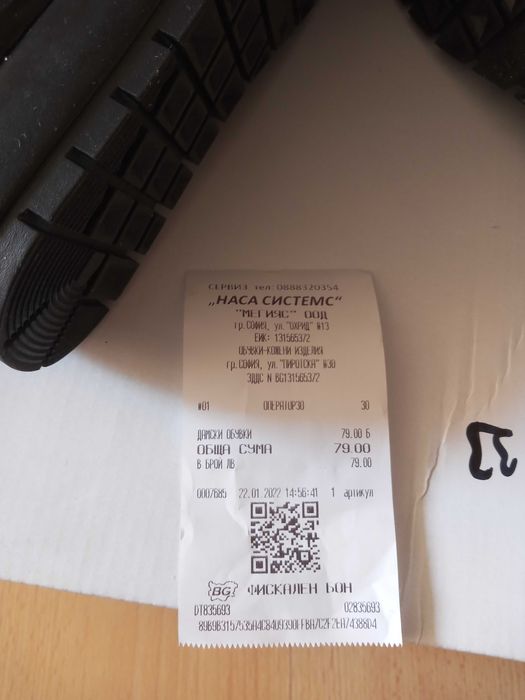 СЕРВИЗ тел:0888320354
„НАСА СИСТЕМС“
"МЕГИЯС" ООД
гр.СОФИЯ, ул."ОХРИД" №13
ЕИК: 131565372
ОБУВКИ-КОЖЕНИ ИЗДЕЛИЯ
гр.СОФИЯ, ул."ПИРОТСКА" №30
ЗДДС N BG131565372
#01 ОПЕРАТОР30 30
ДАМСКИ ОБУВКИ 79.00 Б
ОБЩА СУМА 79.00
В БРОЙ ЛВ 79.00
0007685 22.01.2022 14:56:41 1 артикул
BG ФИСКАЛЕН БОН
DT835693 02835693